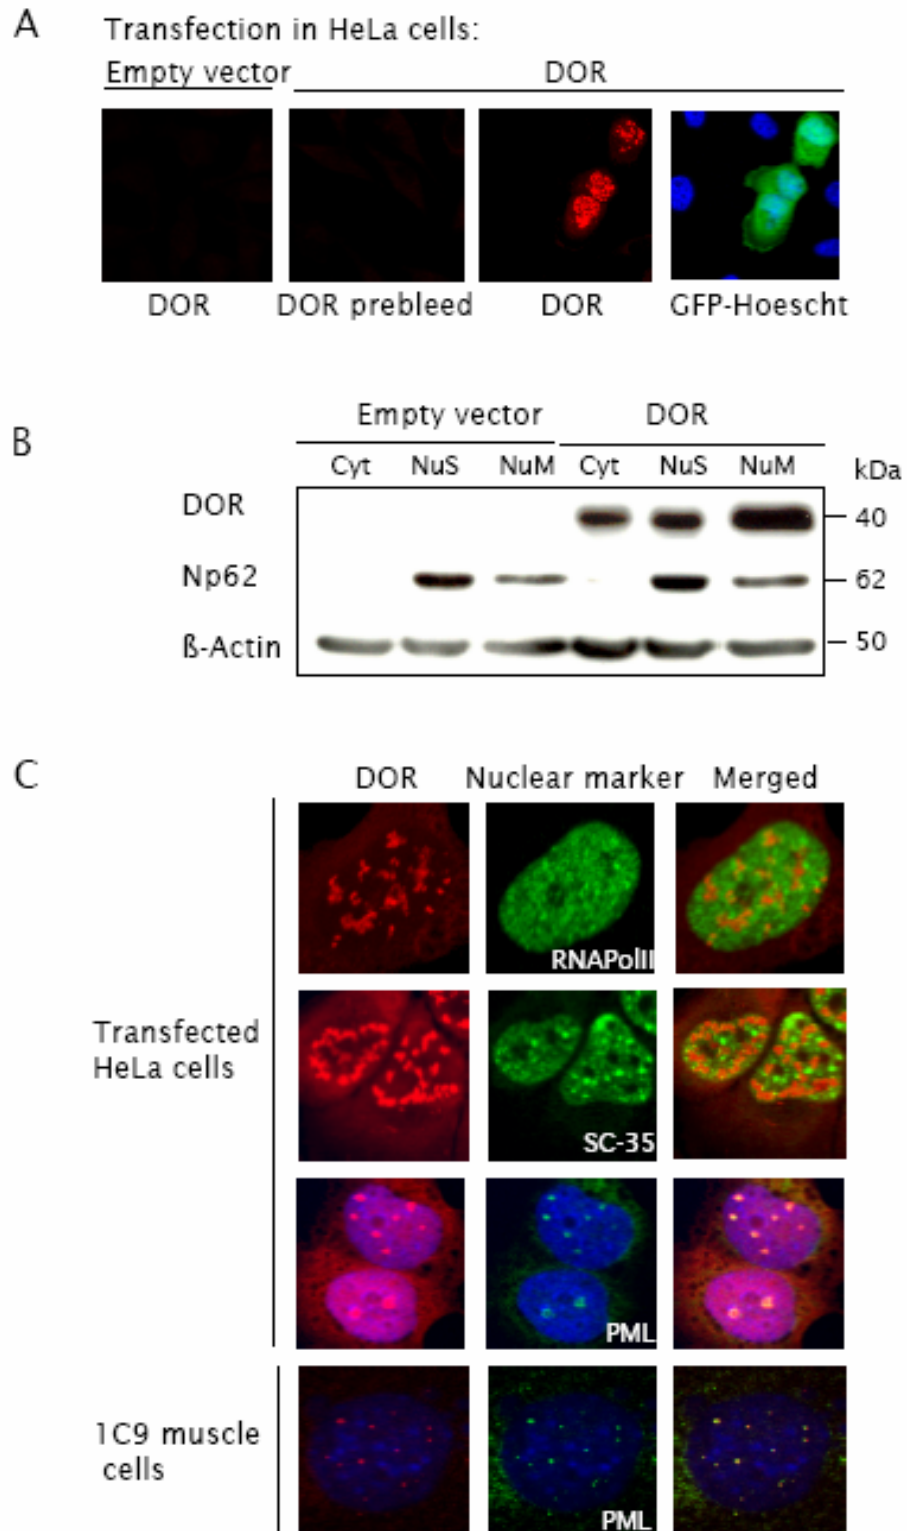 A
Transfection in HeLa cells:
Empty vector DOR
DOR DOR prebleed DOR GFP-Hoescht
B
Empty vector DOR
Cyt NuS NuM Cyt NuS NuM kDa
DOR 40
Np62 62
ß-Actin 50
C
DOR Nuclear marker Merged
RNAPolII
Transfected
HeLa cells
SC-35
PML
1C9 muscle
cells
PML